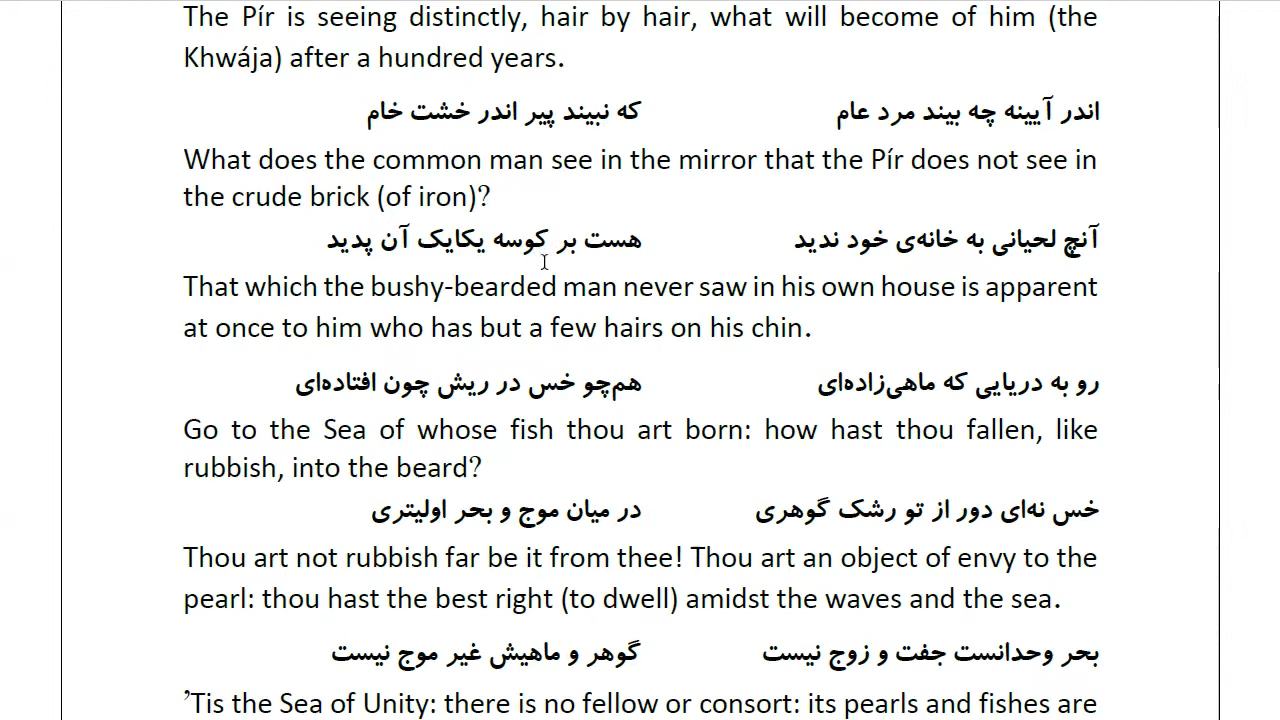 The Pír is seeing distinctly, hair by hair, what will become of him (the
Khwája) after a hundred years.
اندر آیینه چه بیند مرد عام که نبیند پیر اندر خشت خام
What does the common man see in the mirror that the Pír does not see in
the crude brick (of iron)?
آنچ لحیانی به خانه‌ی خود ندید هست بر کوسه یکایک آن پدید
That which the bushy-bearded man never saw in his own house is apparent
at once to him who has but a few hairs on his chin.
رو به دریایی که ماهی‌زاده‌ای هم‌چو خس در ریش چون افتاده‌ای
Go to the Sea of whose fish thou art born: how hast thou fallen, like
rubbish, into the beard?
خس نه‌ای دور از تو رشک گوهری در میان موج و بحر اولیتری
Thou art not rubbish far be it from thee! Thou art an object of envy to the
pearl: thou hast the best right (to dwell) amidst the waves and the sea.
بحر وحدانست جفت و زوج نیست گوهر و ماهیش غیر موج نیست
’Tis the Sea of Unity: there is no fellow or consort: its pearls and fishes are